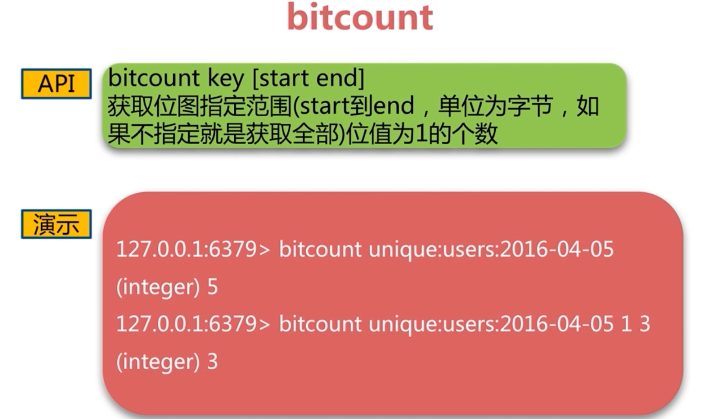 bitcount
API
bitcount key [start end]
获取位图指定范围(start到end，单位为字节，如
果不指定就是获取全部)位值为1的个数
演示
127.0.0.1:6379> bitcount unique:users:2016-04-05
(integer) 5
127.0.0.1:6379> bitcount unique:users:2016-04-05 1 3
(integer) 3